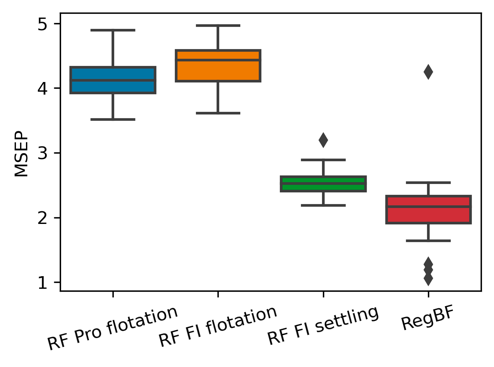 MSEP
5
4
3
2
1
RF Pro flotation
RF FI flotation
RF FI settling
RegBF